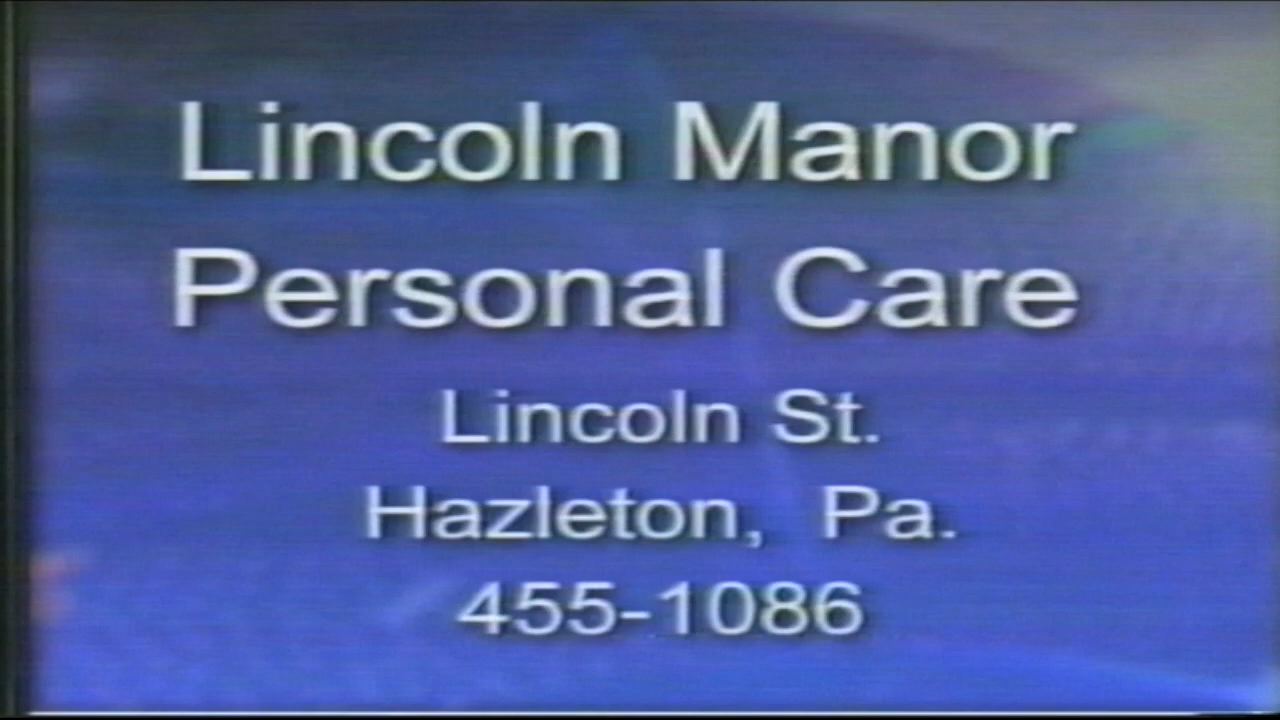 Lincoln Manor
Personal Care
Lincoln St.
Hazleton, Pa.
455-1086